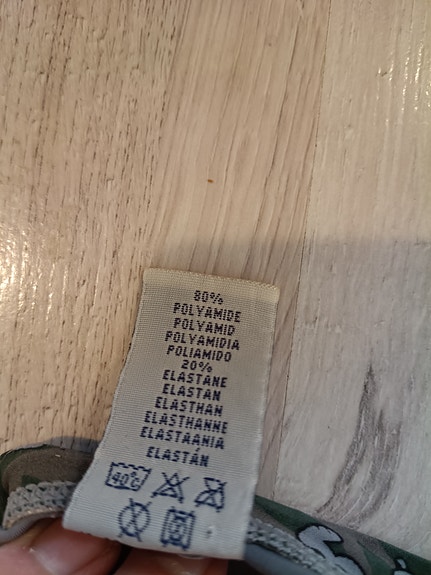 80%
POLYAMIDE
POLYAMID
POLYAMIDIA
POLIAMIDO
20%
ELASTANE
ELASTAN
ELASTHAN
ELASTHANNE
ELASTAANIA
ELASTÁN
40°C